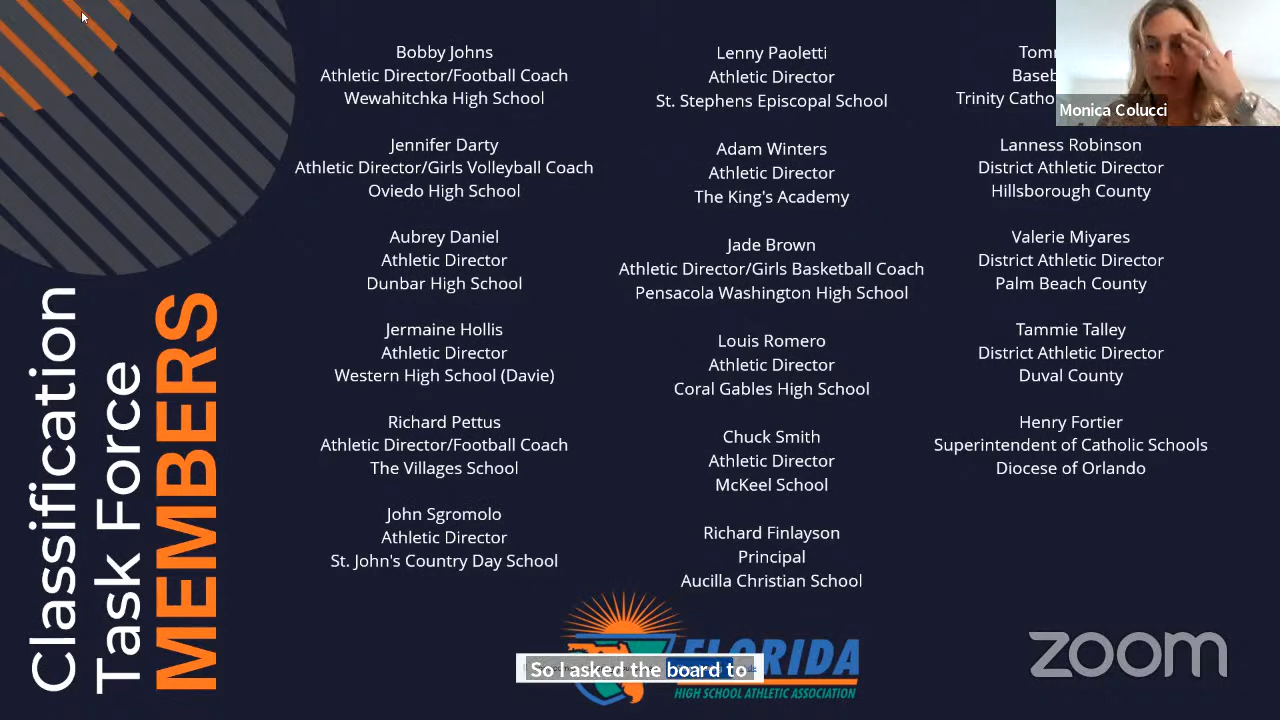 Classification
Task Force
MEMBERS
Bobby Johns
Athletic Director/Football Coach
Wewahitchka High School
Jennifer Darty
Athletic Director/Girls Volleyball Coach
Oviedo High School
Aubrey Daniel
Athletic Director
Dunbar High School
Jermaine Hollis
Athletic Director
Western High School (Davie)
Richard Pettus
Athletic Director/Football Coach
The Villages School
John Sgromolo
Athletic Director
St. John's Country Day School
Lenny Paoletti
Athletic Director
St. Stephens Episcopal School
Adam Winters
Athletic Director
The King's Academy
Jade Brown
Athletic Director/Girls Basketball Coach
Pensacola Washington High School
Louis Romero
Athletic Director
Coral Gables High School
Chuck Smith
Athletic Director
McKeel School
Richard Finlayson
Principal
Aucilla Christian School
Trinity
Monica Colucci
Lanness Robinson
District Athletic Director
Hillsborough County
Valerie Miyares
District Athletic Director
Palm Beach County
Tammie Talley
District Athletic Director
Duval County
Henry Fortier
Superintendent of Catholic Schools
Diocese of Orlando
FLORIDA
HIGH SCHOOL ATHLETIC ASSOCIATION
So I asked the board to
zoom